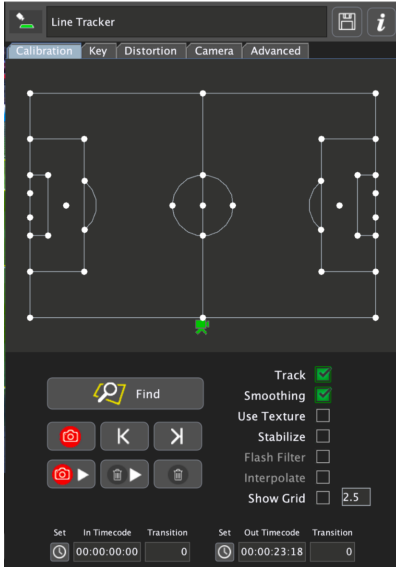 Line Tracker
Calibration Key Distortion Camera Advanced
Track
Find
Smoothing
Use Texture
Stabilize
Flash Filter
Interpolate
Show Grid 2.5
Set In Timecode Transition Set Out Timecode Transition
00:00:00:00 0 00:00:23:18 0